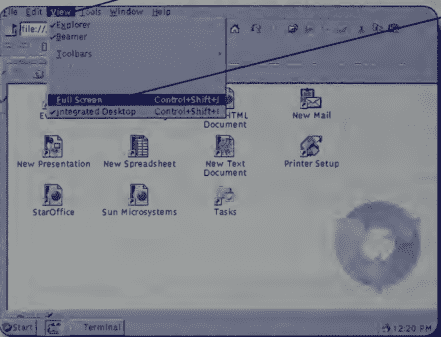 File Edit View Tools Window Help
file://
Explorer
Beamer
Toolbars
Full Screen Control+Shift+J
Integrated Desktop Control+Shift+I
HTML
Document
New Mail
New Presentation New Spreadsheet New Text
Document Printer Setup
StarOffice Sun Microsystems Tasks
Start Terminal 12:20 PM